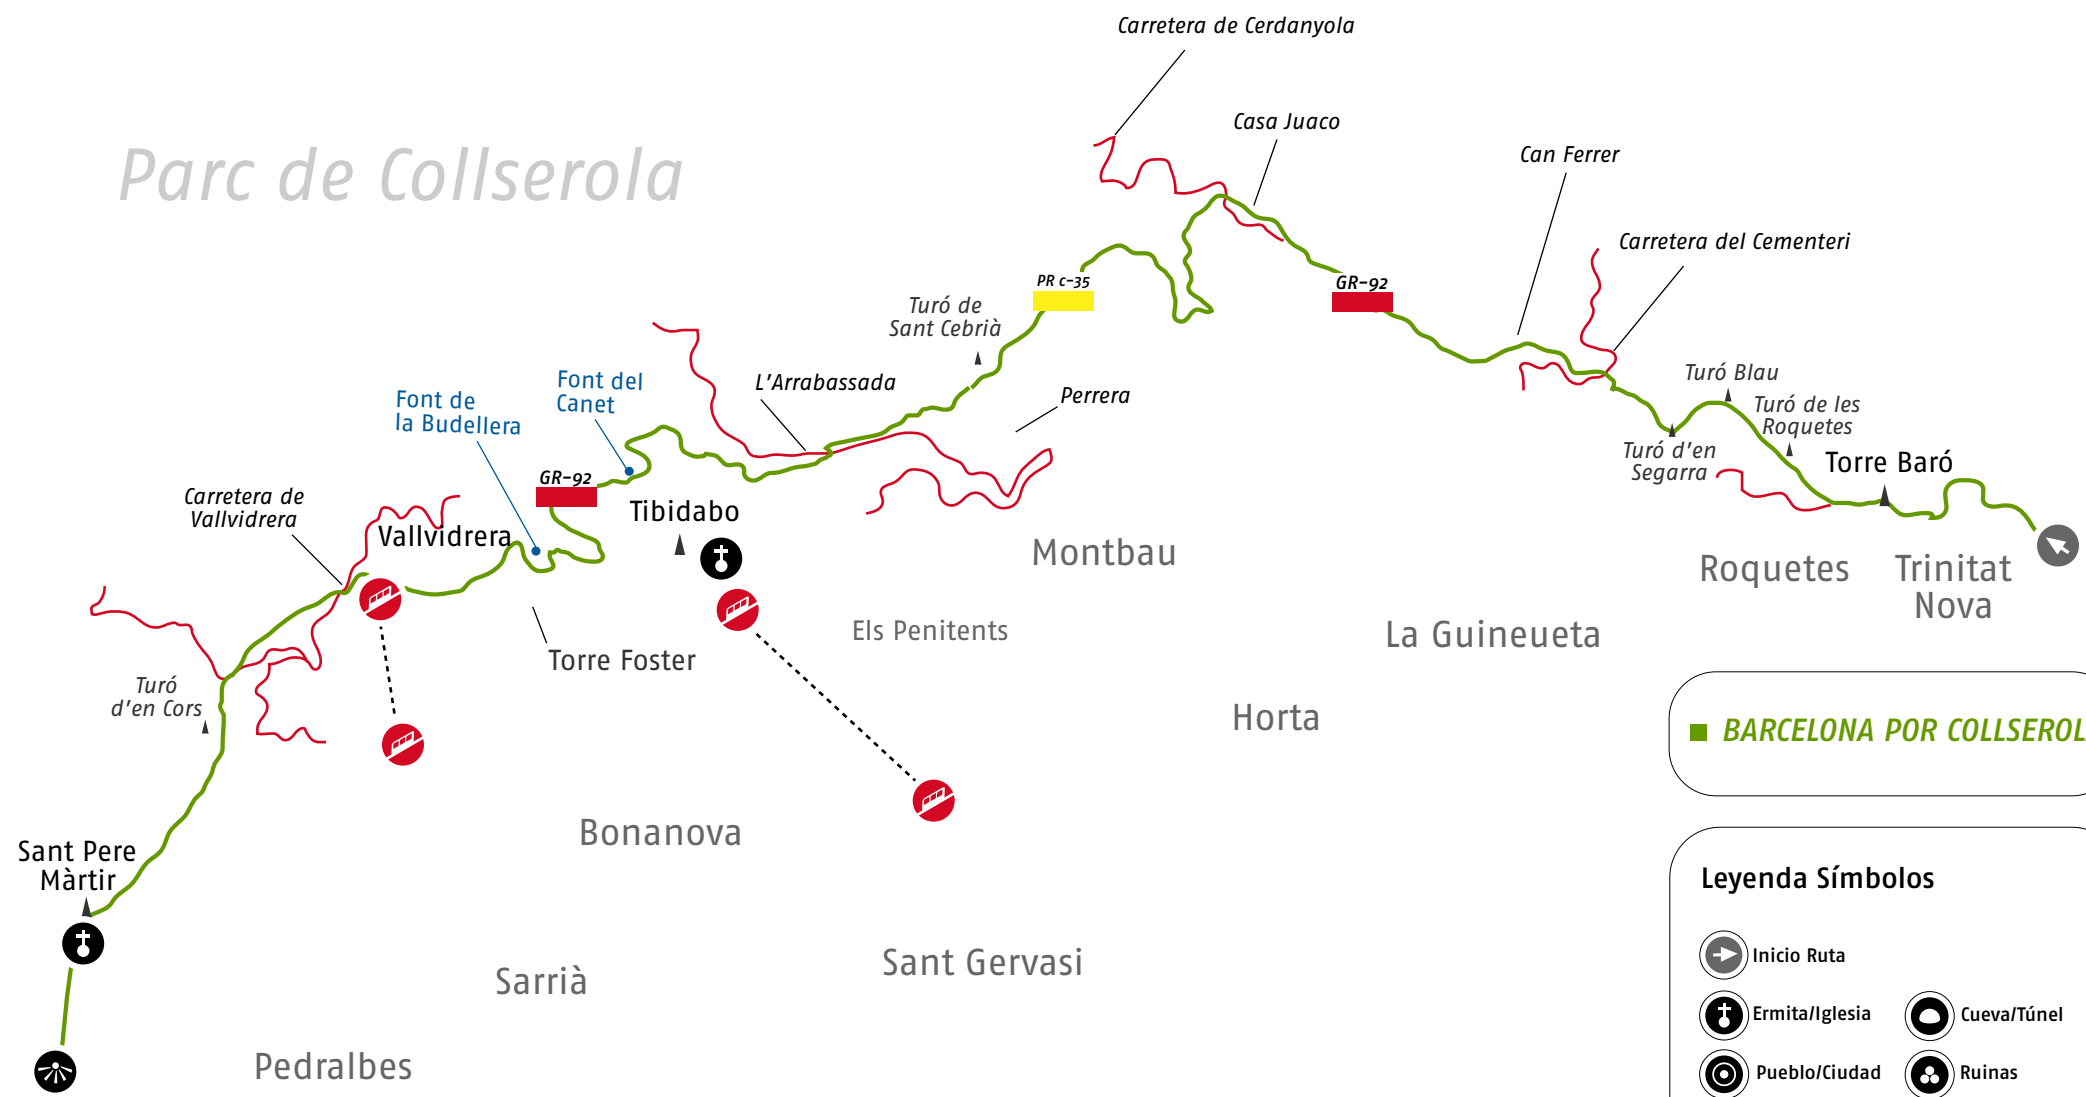 Carretera de Cerdanyola
Casa Juaco
Parc de Collserola
Can Ferrer
Carretera del Cementeri
PR c-35
GR-92
Turó de
Sant Cebrià
Font del
Canet
L'Arrabassada
Perrera
Font de
la Budellera
Turó Blau
Turó de les
Roquetes
Turó d'en
Segarra
Torre Baró
GR-92
Carretera de
Vallvidrera
Vallvidrera
Tibidabo
Montbau
Roquetes
Trinitat
Nova
Els Penitents
La Guineueta
Torre Foster
Turó
d'en Cors
Horta
BARCELONA POR COLLSEROL
Bonanova
Sant Pere
Màrtir
Leyenda Símbolos
Sant Gervasi
Sarrià
Inicio Ruta
Ermita/Iglesia
Cueva/Túnel
Pedralbes
Pueblo/Ciudad
Ruinas